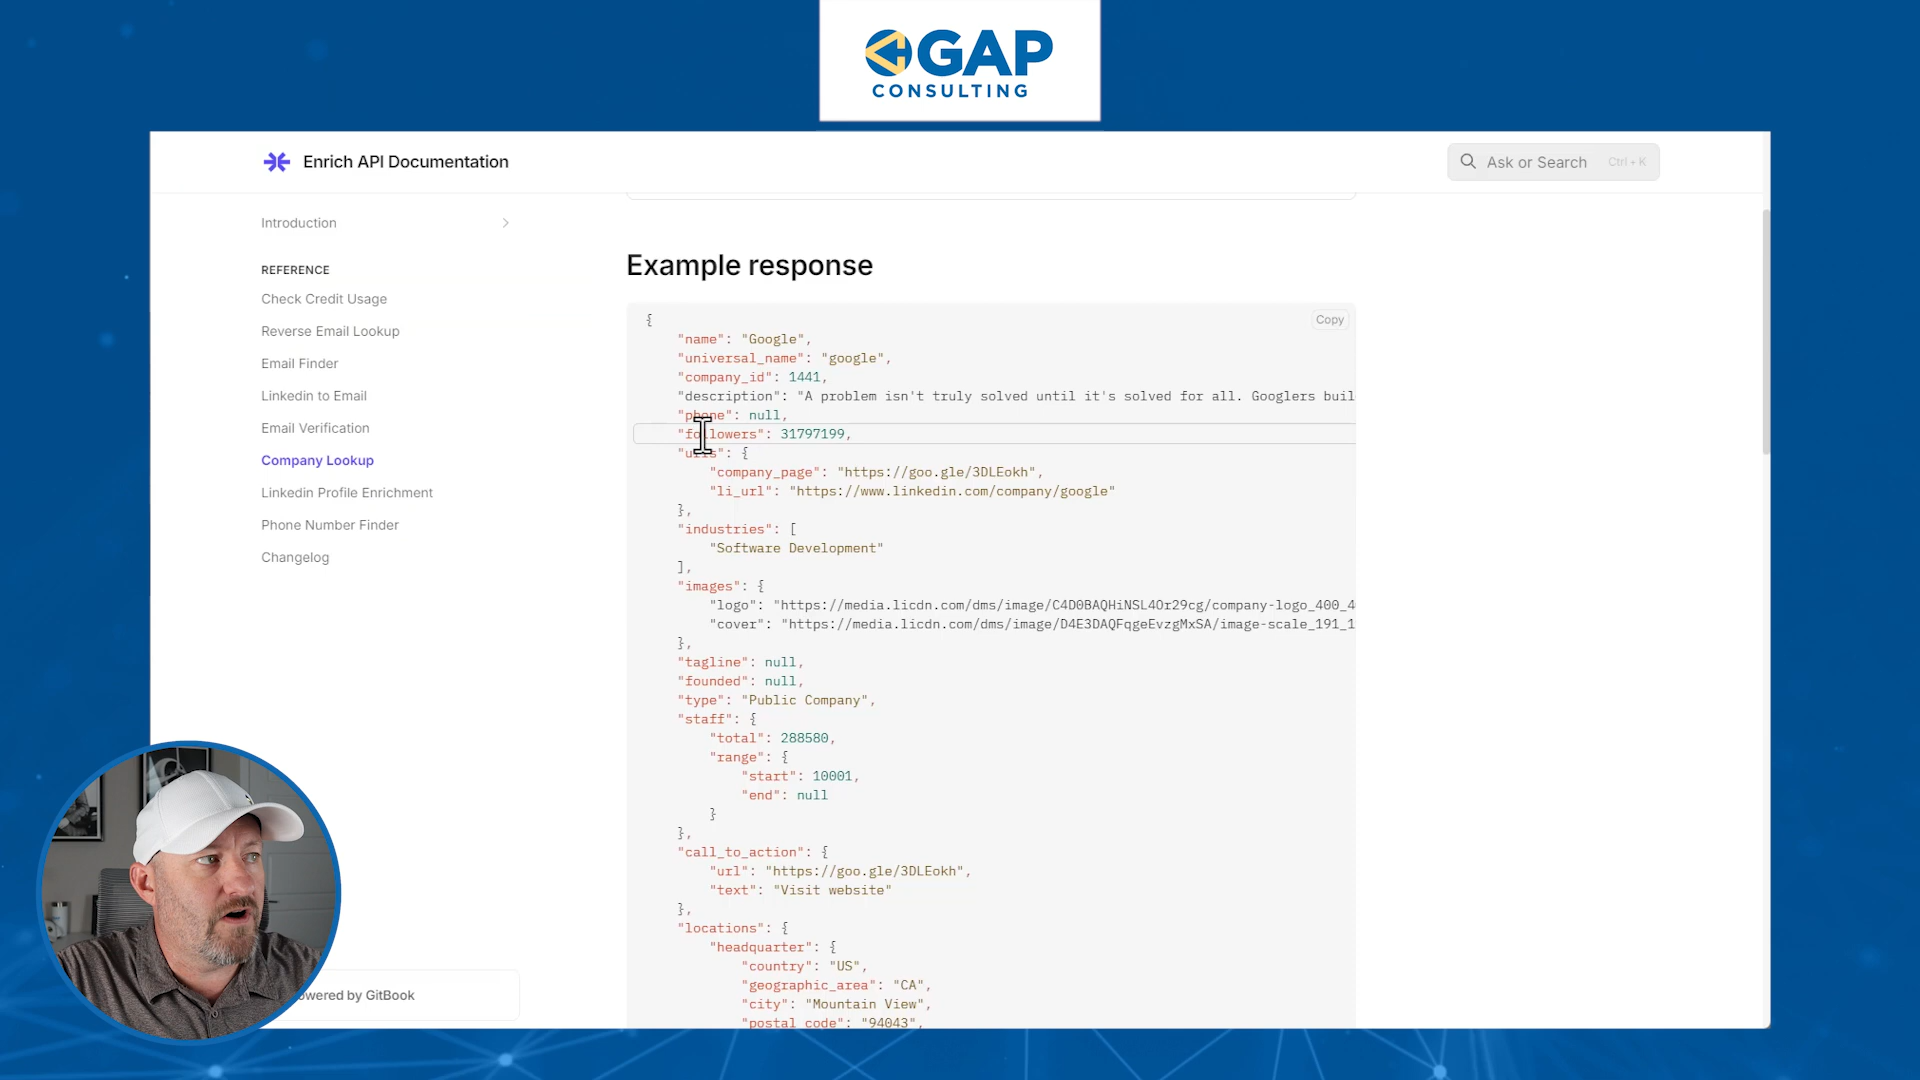 GAP
CONSULTING
Enrich API Documentation
Ask or Search
Ctrl + K
Introduction
REFERENCE
Check Credit Usage
Reverse Email Lookup
Email Finder
Linkedin to Email
Email Verification
Company Lookup
Linkedin Profile Enrichment
Phone Number Finder
Changelog
owered by GitBook
Example response
Copy
{
"name": "Google",
"universal_name": "google",
"company_id": 1441,
"description": "A problem isn't truly solved until it's solved for all. Googlers buil
"phone": null,
"followers": 31797199,
"urls": {
"company_page": "https://goo.gle/3DLEokh",
"li_url": "https://www.linkedin.com/company/google"
},
"industries": [
"Software Development"
],
"images": {
"logo": "https://media.licdn.com/dms/image/C4D0BAQHiNSL4Or29cg/company-logo_400_4
"cover": "https://media.licdn.com/dms/image/D4E3DAQFqgeEvzgMxSA/image-scale_191_1
},
"tagline": null,
"founded": null,
"type": "Public Company",
"staff": {
"total": 288580,
"range": {
"start": 10001,
"end": null
}
},
"call_to_action": {
"url": "https://goo.gle/3DLEokh",
"text": "Visit website"
},
"locations": {
"headquarter": {
"country": "US",
"geographic_area": "CA",
"city": "Mountain View",
"postal_code": "94043",